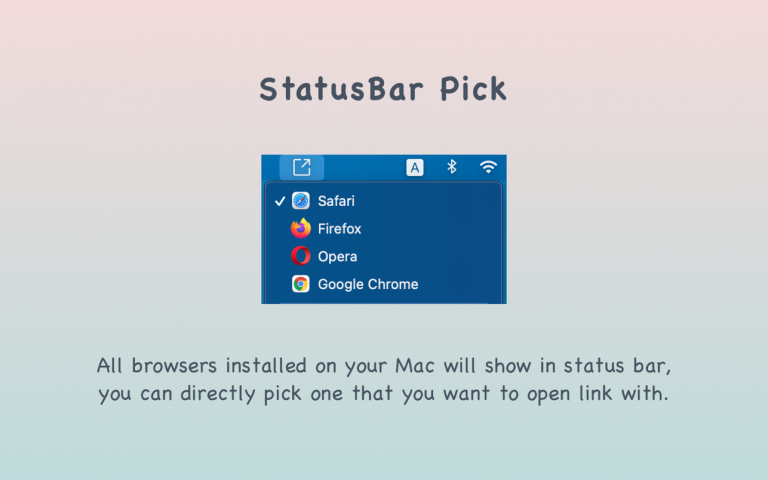 StatusBar Pick
A
Safari
Firefox
Opera
Google Chrome
All browsers installed on your Mac will show in status bar,
you can directly pick one that you want to open link with.